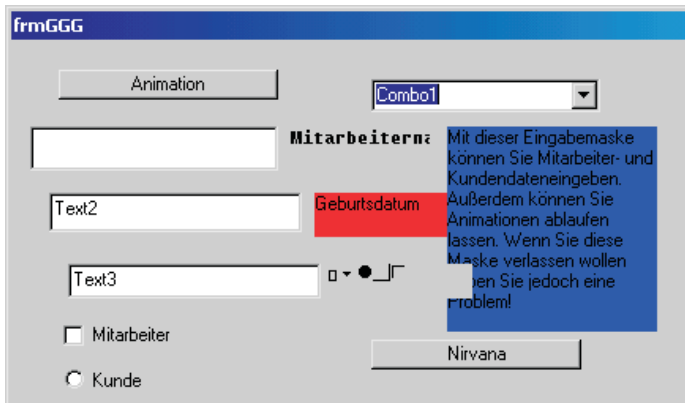 frmGGG
Animation
Combo1
Mitarbeiterna
Mit dieser Eingabemaske
können Sie Mitarbeiter- und
Kundendateneingeben.
Außerdem können Sie
Animationen ablaufen
lassen. Wenn Sie diese
Maske verlassen wollen
Sie jedoch eine
Problem!
Text2
Geburtsdatum
Text3
Mitarbeiter
Nirvana
Kunde